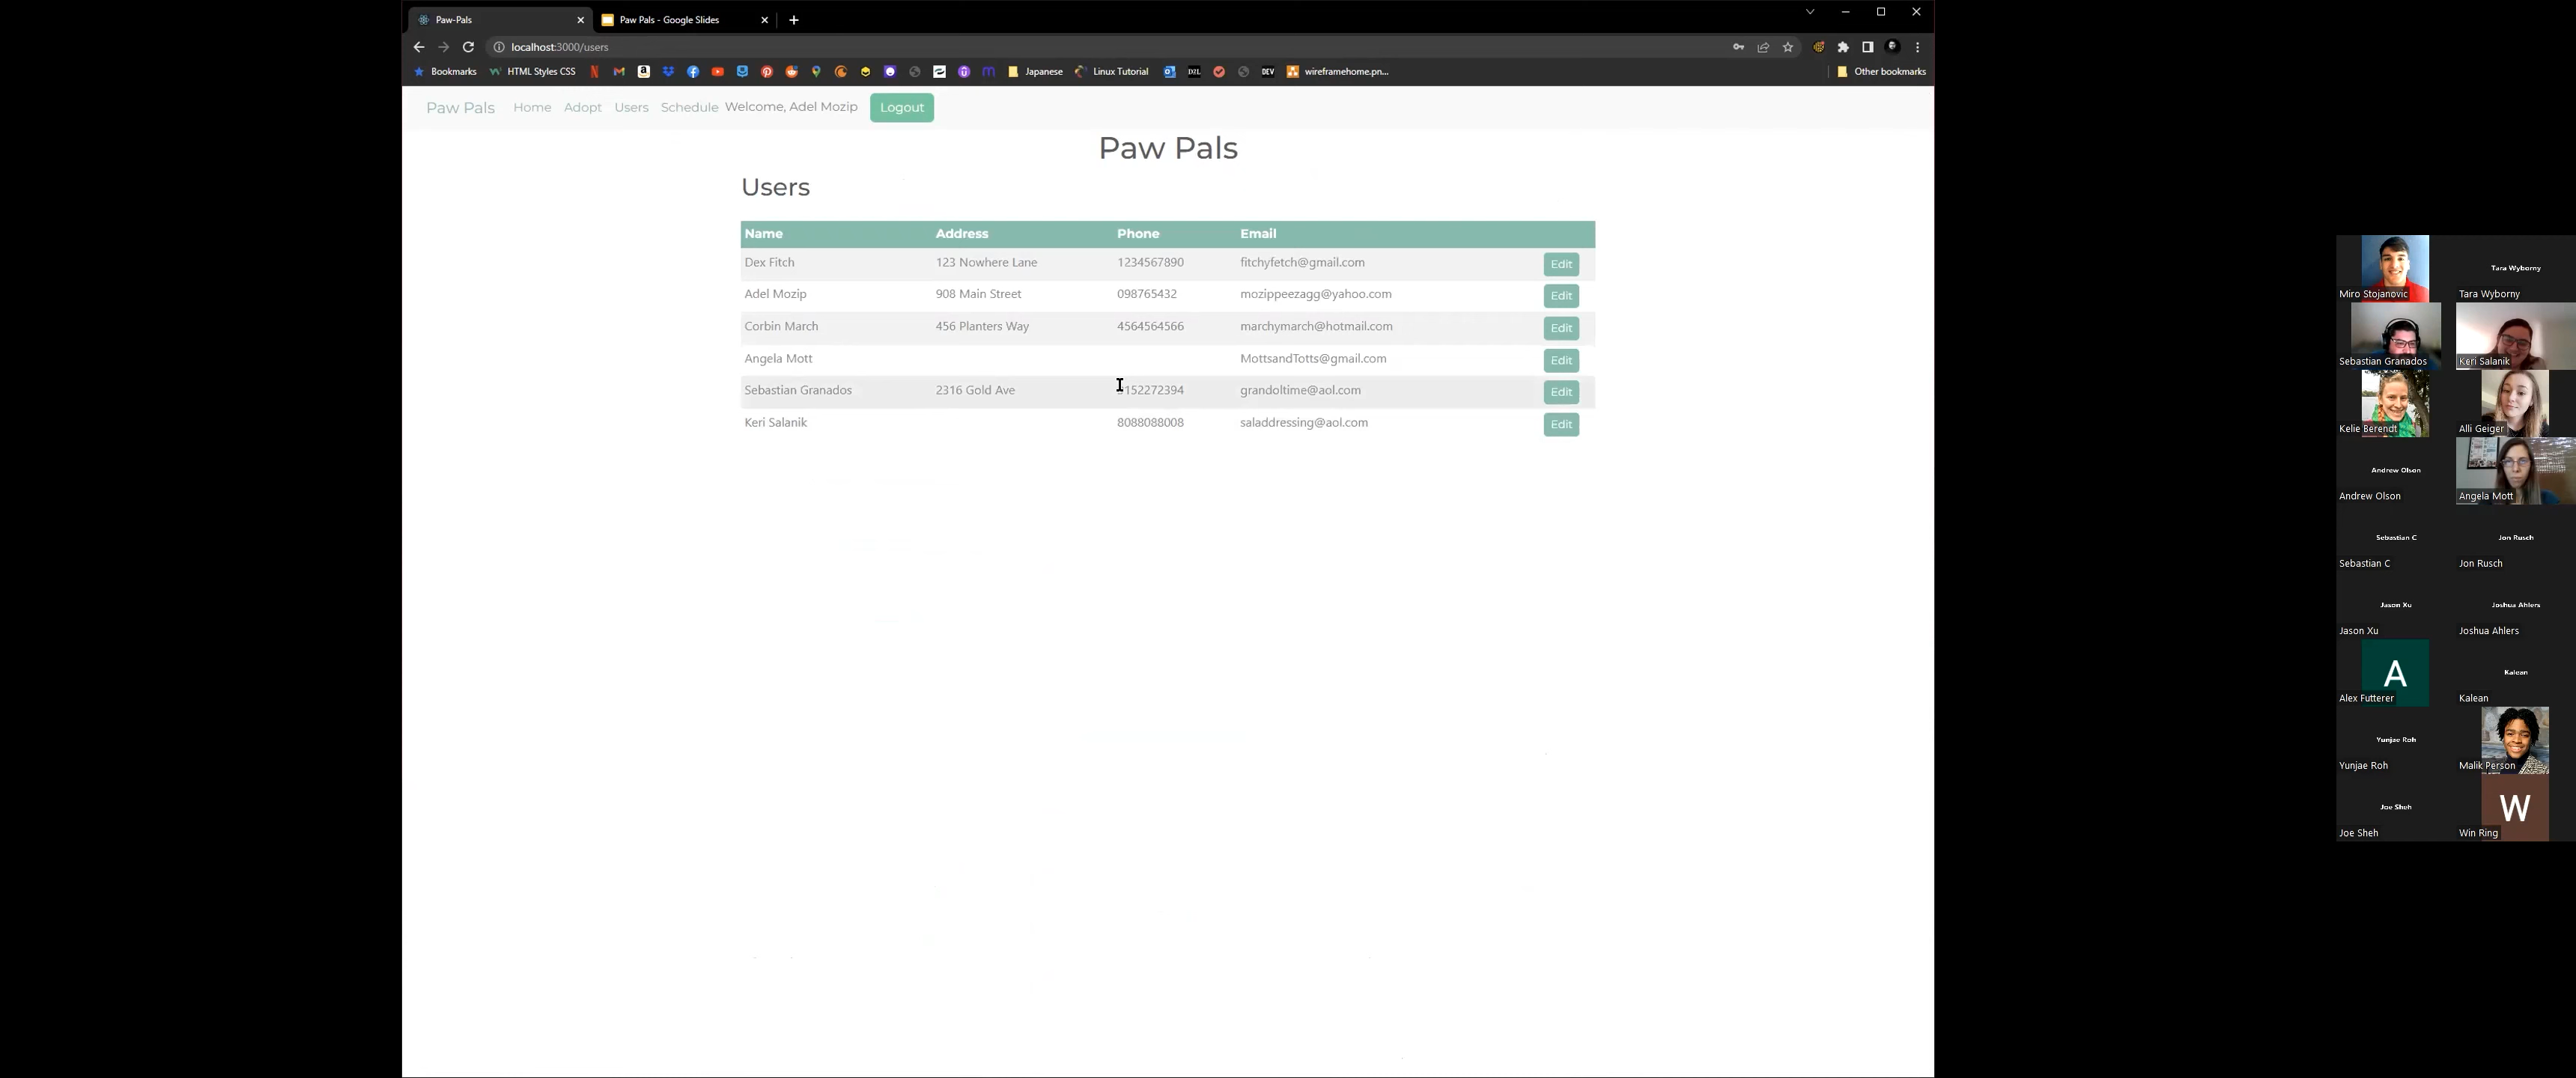 Paw-Pals
Paw Pals - Google Slides
localhost:3000/users
Bookmarks
HTML Styles CSS
Japanese
Linux Tutorial
DEV
wireframehome.pn...
Other bookmarks
Paw Pals Home Adopt Users Schedule Welcome, Adel Mozip Logout
Paw Pals
Users
Name Address Phone Email
Dex Fitch 123 Nowhere Lane 1234567890 fitchyfetch@gmail.com Edit
Adel Mozip 908 Main Street 098765432 mozippeezagg@yahoo.com Edit
Corbin March 456 Planters Way 4564564566 marchymarch@hotmail.com Edit
Angela Mott MottsandTotts@gmail.com Edit
Sebastian Granados 2316 Gold Ave grandoltime@aol.com Edit
Keri Salanik 8088088008 saladdressing@aol.com Edit
Miro Stojanovic
Tara Wyborny
Tara Wyborny
Sebastian Granados
Keri Salanik
Kelie Berendt
Alli Geiger
Andrew Olson
Andrew Olson
Angela Mott
Sebastian C
Sebastian C
Jon Rusch
Jon Rusch
Jason Xu
Jason Xu
Joshua Ahlers
Joshua Ahlers
A
Alex Futterer
Kalean
Kalean
Yunjae Roh
Yunjae Roh
Malik Person
Joe Sheh
Joe Sheh
W
Win Ring